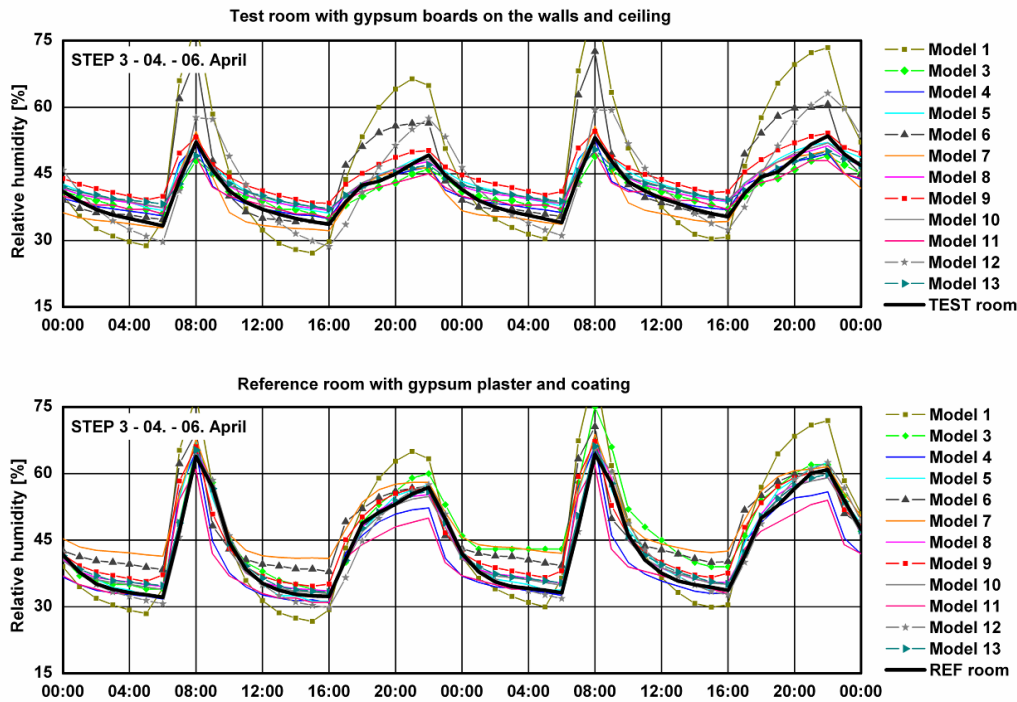 Test room with gypsum boards on the walls and ceiling
75
60
45
30
15
Relative humidity [%]
STEP 3 - 04. - 06. April
00:00 04:00 08:00 12:00 16:00 20:00 00:00 04:00 08:00 12:00 16:00 20:00 00:00
Model 1
Model 3
Model 4
Model 5
Model 6
Model 7
Model 8
Model 9
Model 10
Model 11
Model 12
Model 13
TEST room
Reference room with gypsum plaster and coating
75
60
45
30
15
Relative humidity [%]
STEP 3 - 04. - 06. April
00:00 04:00 08:00 12:00 16:00 20:00 00:00 04:00 08:00 12:00 16:00 20:00 00:00
Model 1
Model 3
Model 4
Model 5
Model 6
Model 7
Model 8
Model 9
Model 10
Model 11
Model 12
Model 13
REF room